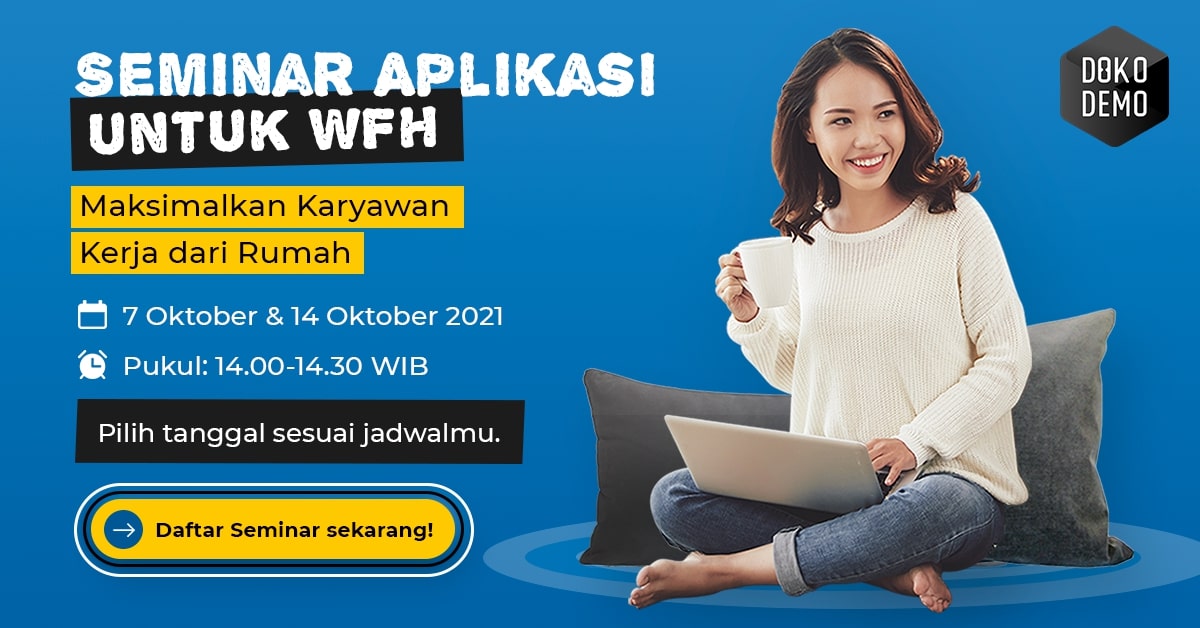 SEMINAR APLIKASI
UNTUK WFH
Maksimalkan Karyawan
Kerja dari Rumah
7 Oktober & 14 Oktober 2021
Pukul: 14.00-14.30 WIB
Pilih tanggal sesuai jadwalmu.
Daftar Seminar sekarang!
DOKO
DEMO